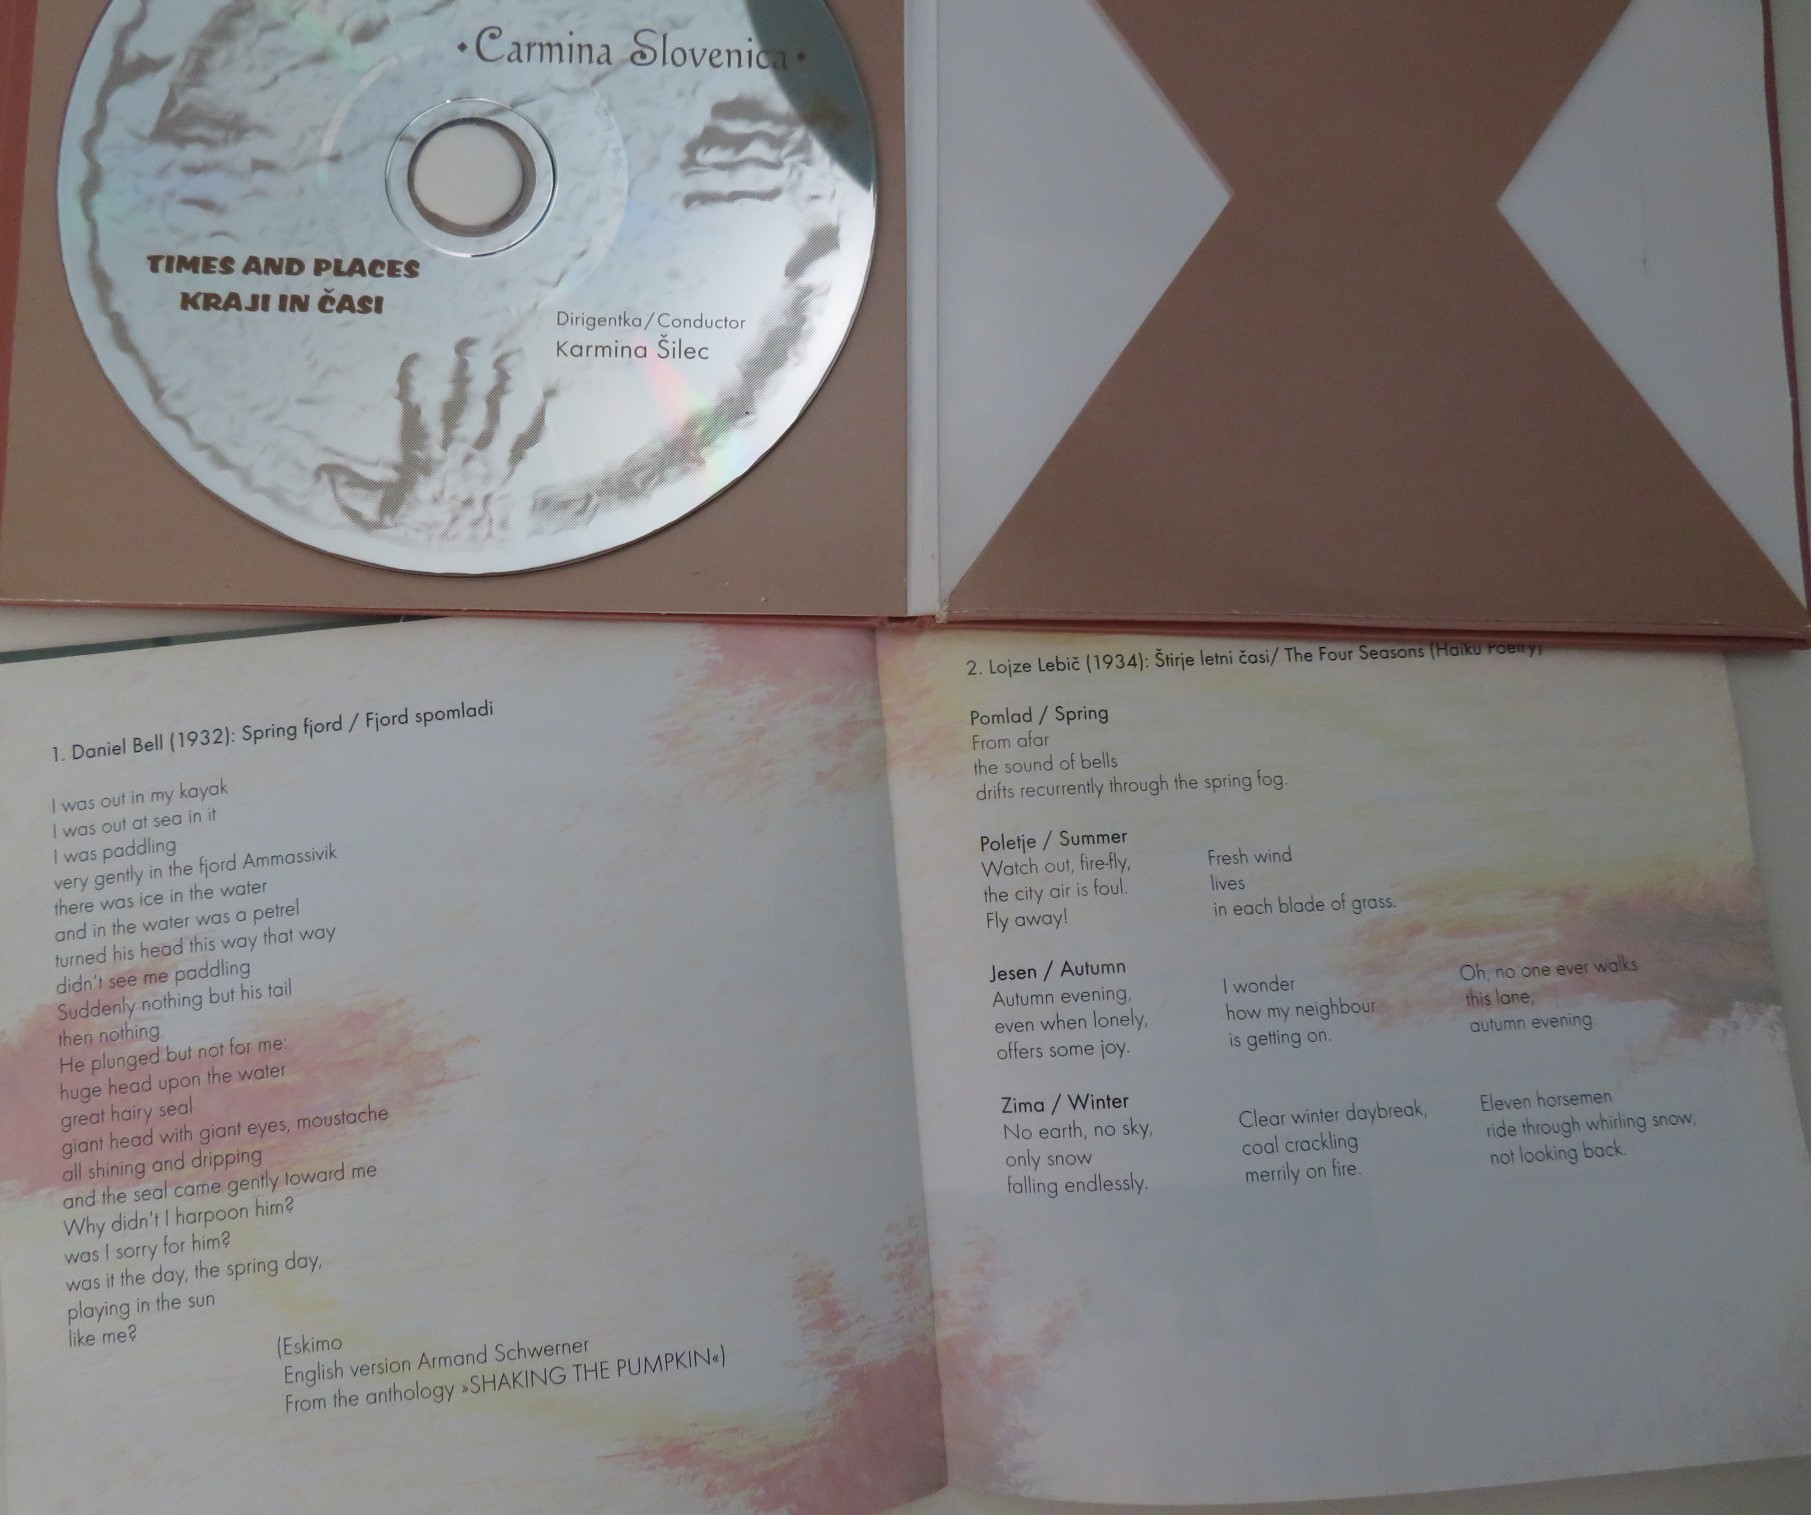 • Carmina Slovenica •
TIMES AND PLACES
KRAJI IN ČASI
Dirigentka/Conductor
Karmina Šilec
1. Daniel Bell (1932): Spring fjord / Fjord spomladi
I was out in my kayak
I was out at sea in it
I was paddling
very gently in the fjord Ammassivik
there was ice in the water
and in the water was a petrel
turned his head this way that way
didn't see me paddling
Suddenly nothing but his tail
then nothing
He plunged but not for me:
huge head upon the water
great hairy seal
giant head with giant eyes, moustache
all shining and dripping
and the seal came gently toward me
Why didn't I harpoon him?
was I sorry for him?
was it the day, the spring day,
playing in the sun
like me?
(Eskimo
English version Armand Schwerner
From the anthology »SHAKING THE PUMPKIN«)
2. Lojze Lebič (1934): Štirje letni časi/ The Four Seasons (Haiku Poetry)
Pomlad / Spring
From afar
the sound of bells
drifts recurrently through the spring fog.
Poletje / Summer
Watch out, fire-fly,
the city air is foul.
Fly away!
Fresh wind
lives
in each blade of grass.
Jesen / Autumn
Autumn evening,
even when lonely,
offers some joy.
I wonder
how my neighbour
is getting on.
Oh, no one ever walks
this lane,
autumn evening.
Zima / Winter
No earth, no sky,
only snow
falling endlessly.
Clear winter daybreak,
coal crackling
merrily on fire.
Eleven horsemen
ride through whirling snow,
not looking back.